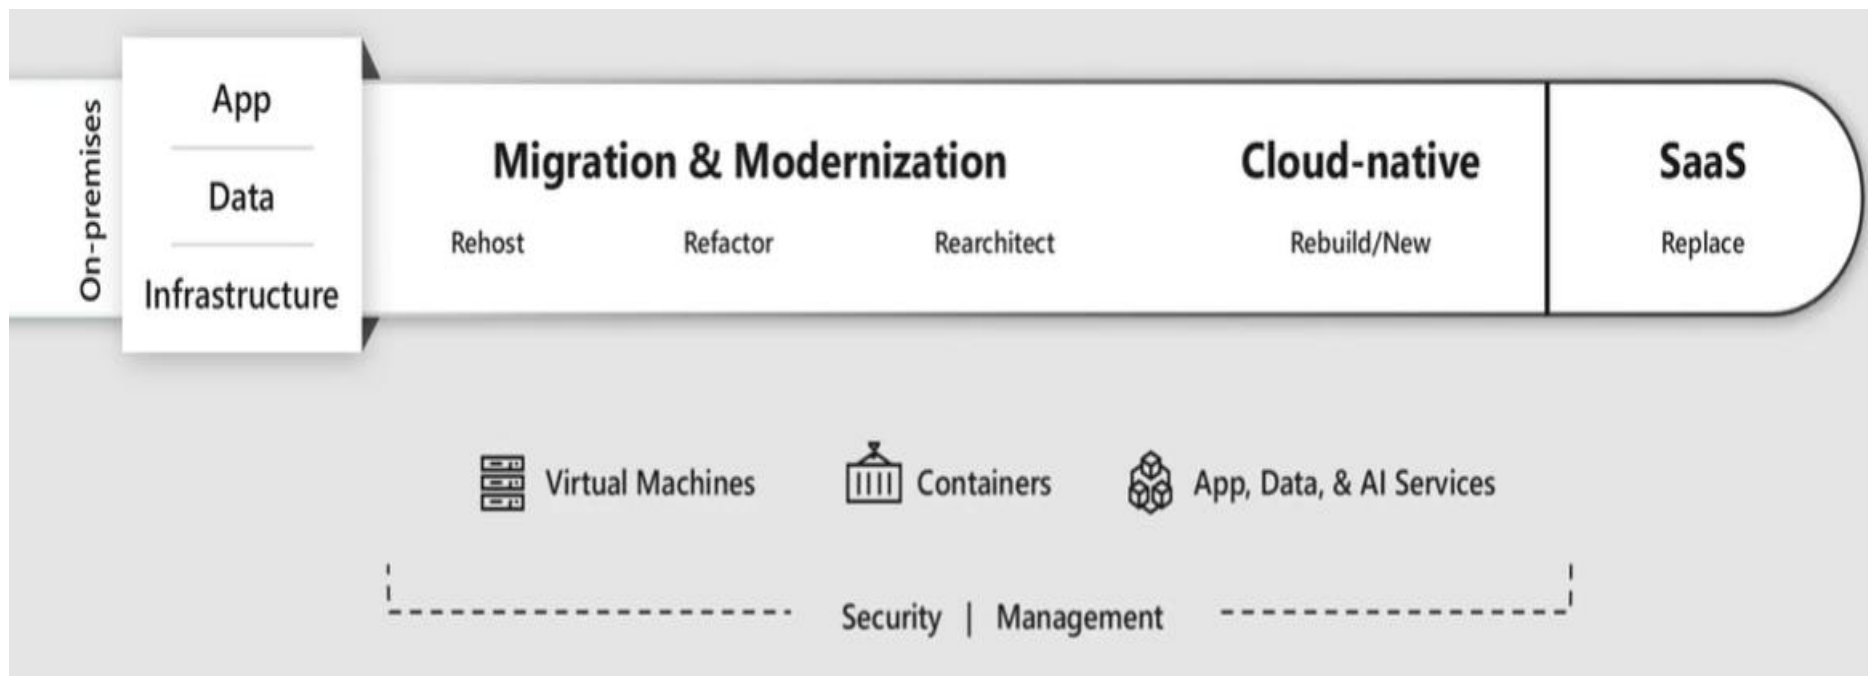 On-premises
App
Data
Infrastructure
Migration & Modernization
Rehost
Refactor
Rearchitect
Cloud-native
Rebuild/New
SaaS
Replace
Virtual Machines
Containers
App, Data, & AI Services
Security | Management